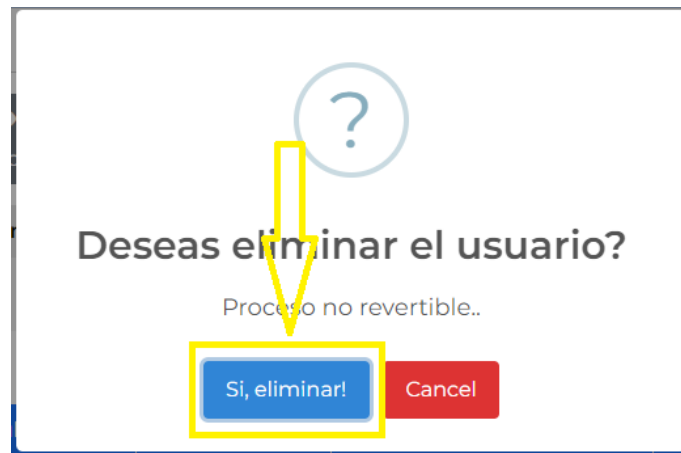 ?
Deseas eliminar el usuario?
Proceso no revertible..
Si, eliminar! Cancel